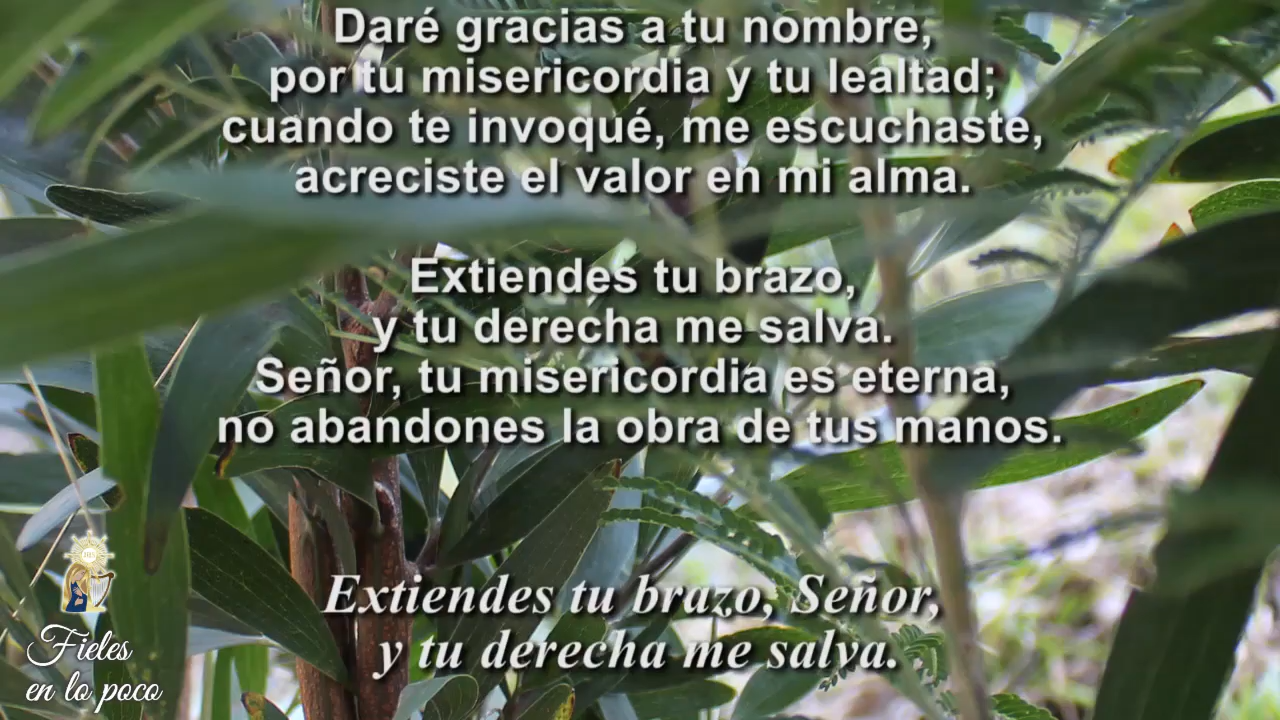 Daré gracias a tu nombre,
por tu misericordia y tu lealtad;
cuando te invoqué, me escuchaste,
acreciste el valor en mi alma.
Extiendes tu brazo,
y tu derecha me salva.
Señor, tu misericordia es eterna,
no abandones la obra de tus manos.
Extiendes tu brazo, Señor,
y tu derecha me salva.
JHS
Fieles
en lo poco